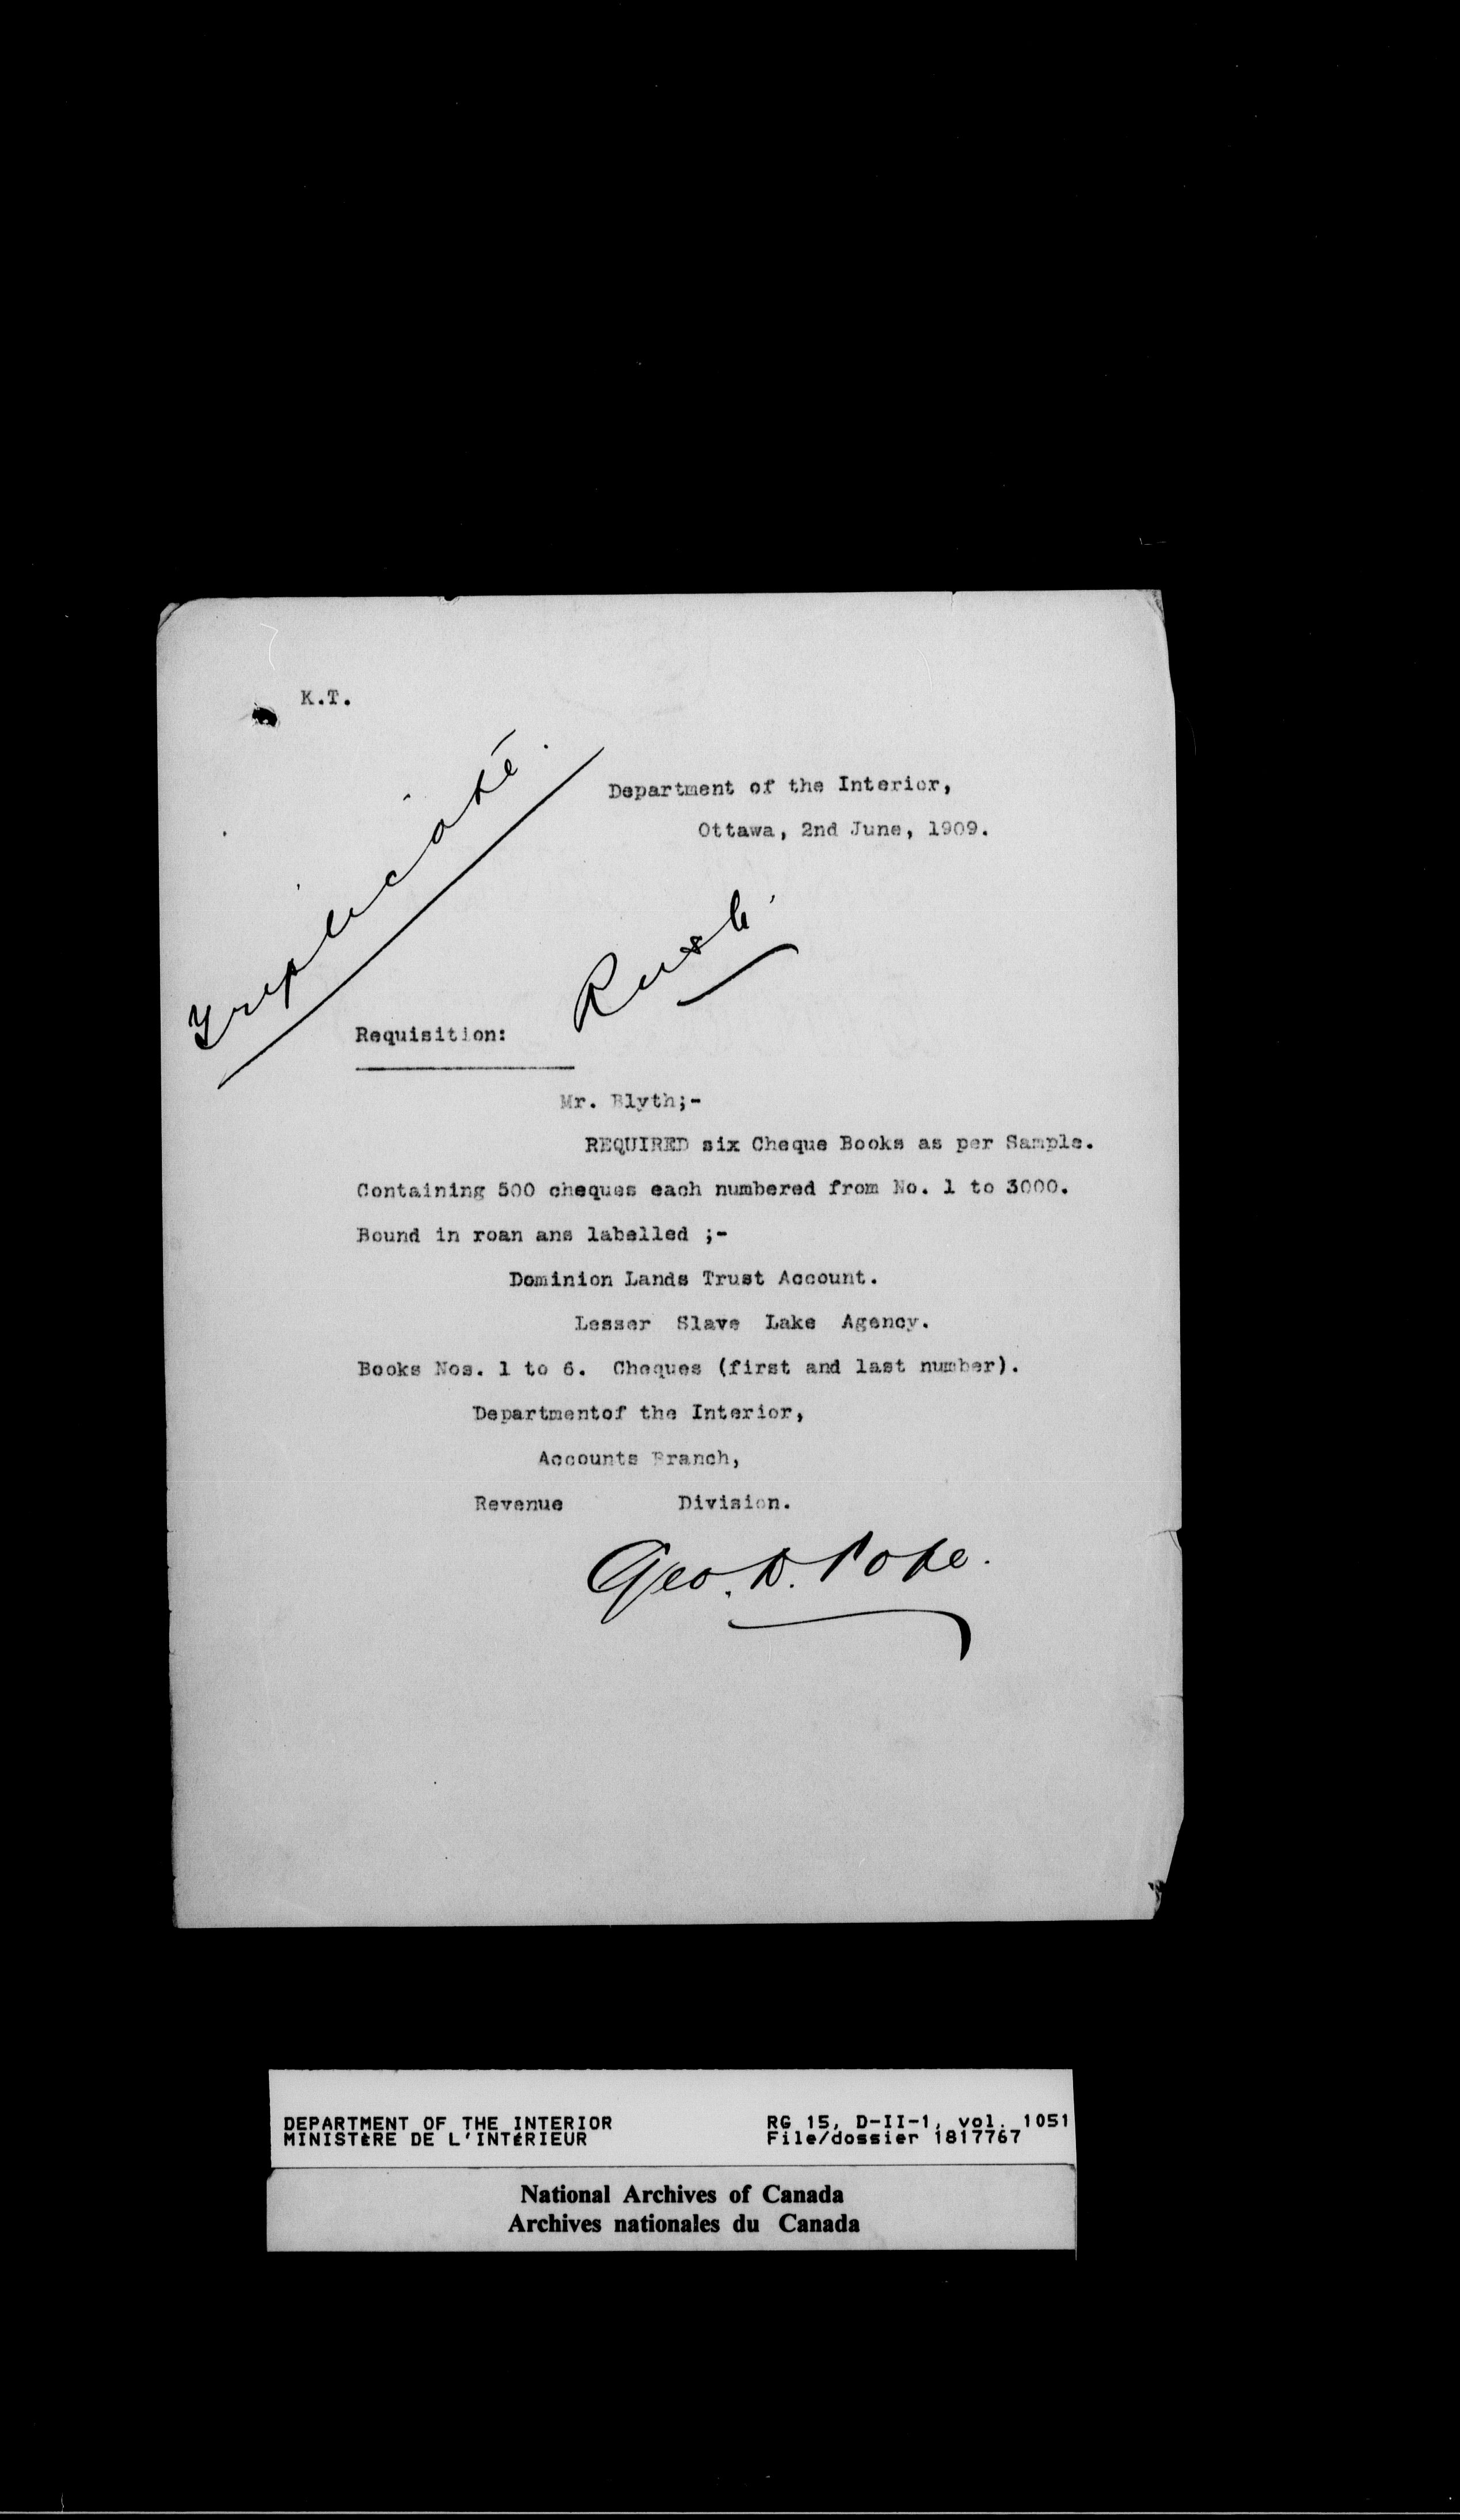 K.T.
Triplicate.
Department of the Interior,
Ottawa, 2nd June, 1909.
Rush.
Requisition:
Mr. Blyth;-
REQUIRED six Cheque Books as per Sample.
Containing 500 cheques each numbered from No. 1 to 3000.
Bound in roan ans labelled ;-
Dominion Lands Trust Account.
Lesser Slave Lake Agency.
Books Nos. 1 to 6. Cheques (first and last number).
Departmentof the Interior,
Accounts Branch,
Revenue Division.
Geo. D. Pope.
DEPARTMENT OF THE INTERIOR
MINISTÈRE DE L'INTÉRIEUR
RG 15, D-II-1, vol. 1051
File/dossier 1817767
National Archives of Canada
Archives nationales du Canada